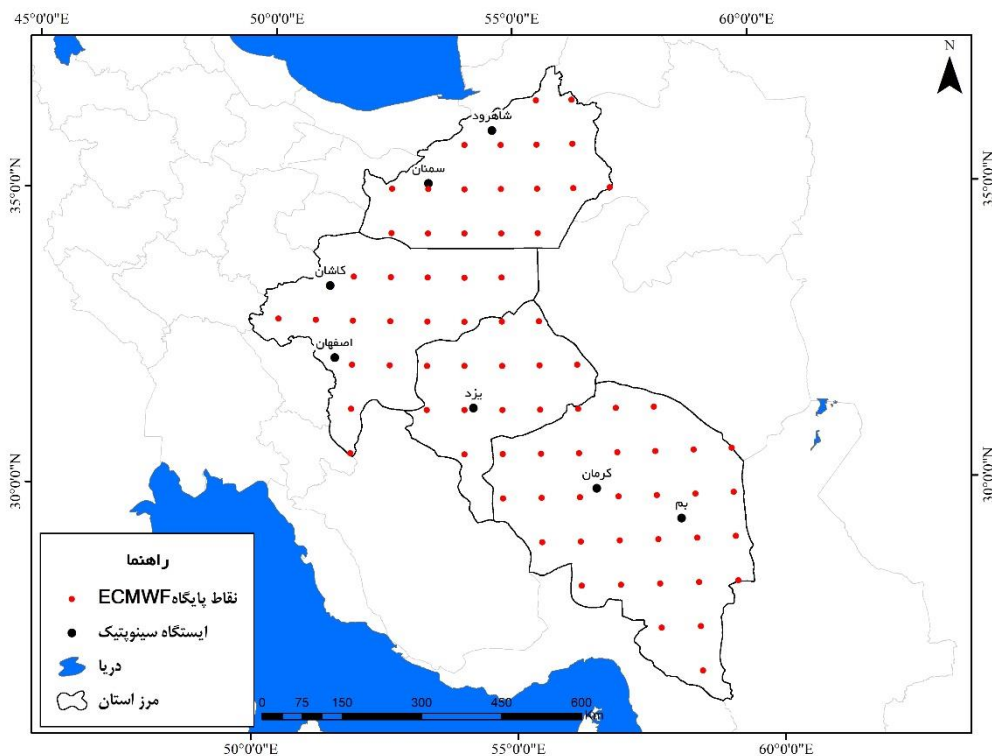 45°0'0"E 50°0'0"E 55°0'0"E 60°0'0"E
N
شاهرود
سمنان
35°0'0"N 35°0'0"N
کاشان
اصفهان
یزد
30°0'0"N 30°0'0"N
کرمان
بم
راهنما
نقاط پایگاه ECMWF
ایستگاه سینوپتیک
دریا
مرز استان
0 75 150 300 450 600
Km
50°0'0"E 55°0'0"E 60°0'0"E